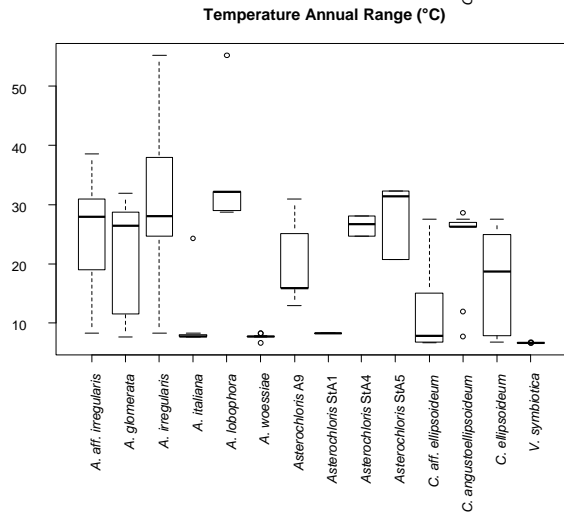 Temperature Annual Range (°C)
50
40
30
20
10
A. aff. irregularis
A. glomerata
A. irregularis
A. italiana
A. lobophora
A. woessiae
Asterochloris A9
Asterochloris StA1
Asterochloris StA4
Asterochloris StA5
C. aff. ellipsoideum
C. angustoellipsoideum
C. ellipsoideum
V. symbiotica